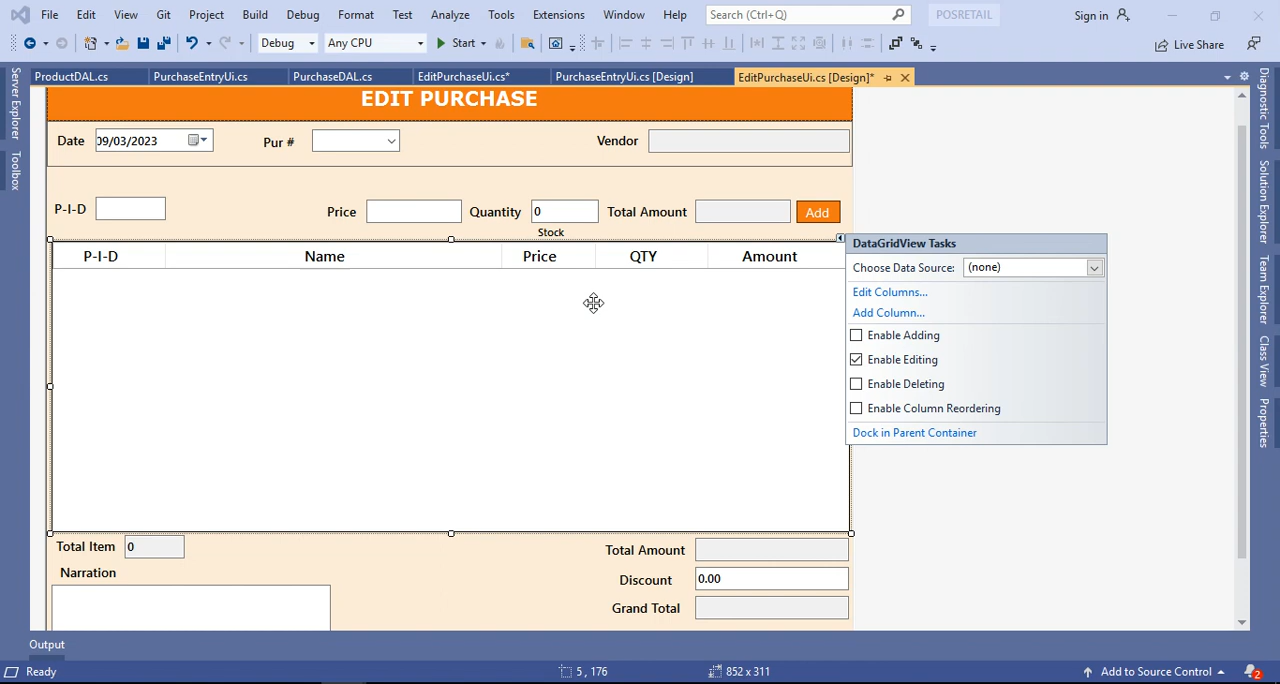 File Edit View Git Project Build Debug Format Test Analyze Tools Extensions Window Help Search (Ctrl+Q) POSRETAIL Sign in
Debug Any CPU Start Live Share
ProductDAL.cs PurchaseEntryUi.cs PurchaseDAL.cs EditPurchaseUi.cs* PurchaseEntryUi.cs [Design] EditPurchaseUi.cs [Design]*
Server Explorer
Toolbox
EDIT PURCHASE
Date 09/03/2023 Pur # Vendor
P-I-D Price Quantity 0 Total Amount Add
Stock
P-I-D Name Price QTY Amount
DataGridView Tasks
Choose Data Source: (none)
Edit Columns...
Add Column...
Enable Adding
Enable Editing
Enable Deleting
Enable Column Reordering
Dock in Parent Container
Total Item 0 Total Amount
Narration Discount 0.00
Grand Total
Diagnostic Tools
Solution Explorer
Team Explorer
Class View
Properties
Output
Ready 5 , 176 852 x 311 Add to Source Control 2